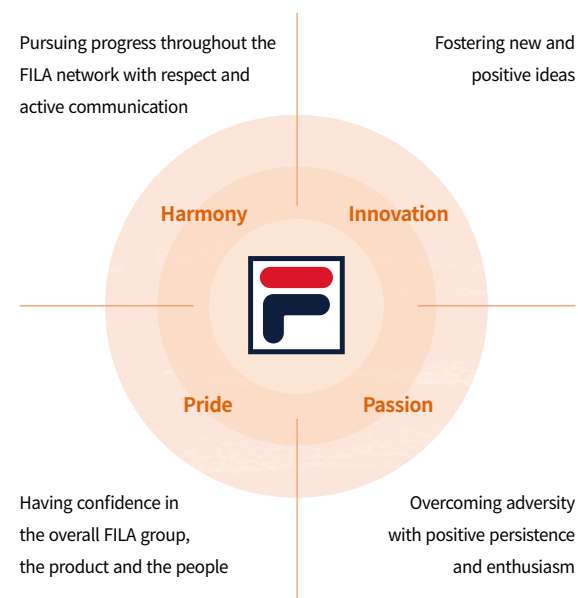 Pursuing progress throughout the
FILA network with respect and
active communication
Fostering new and
positive ideas
Harmony
Innovation
Pride
Passion
Having confidence in
the overall FILA group,
the product and the people
Overcoming adversity
with positive persistence
and enthusiasm